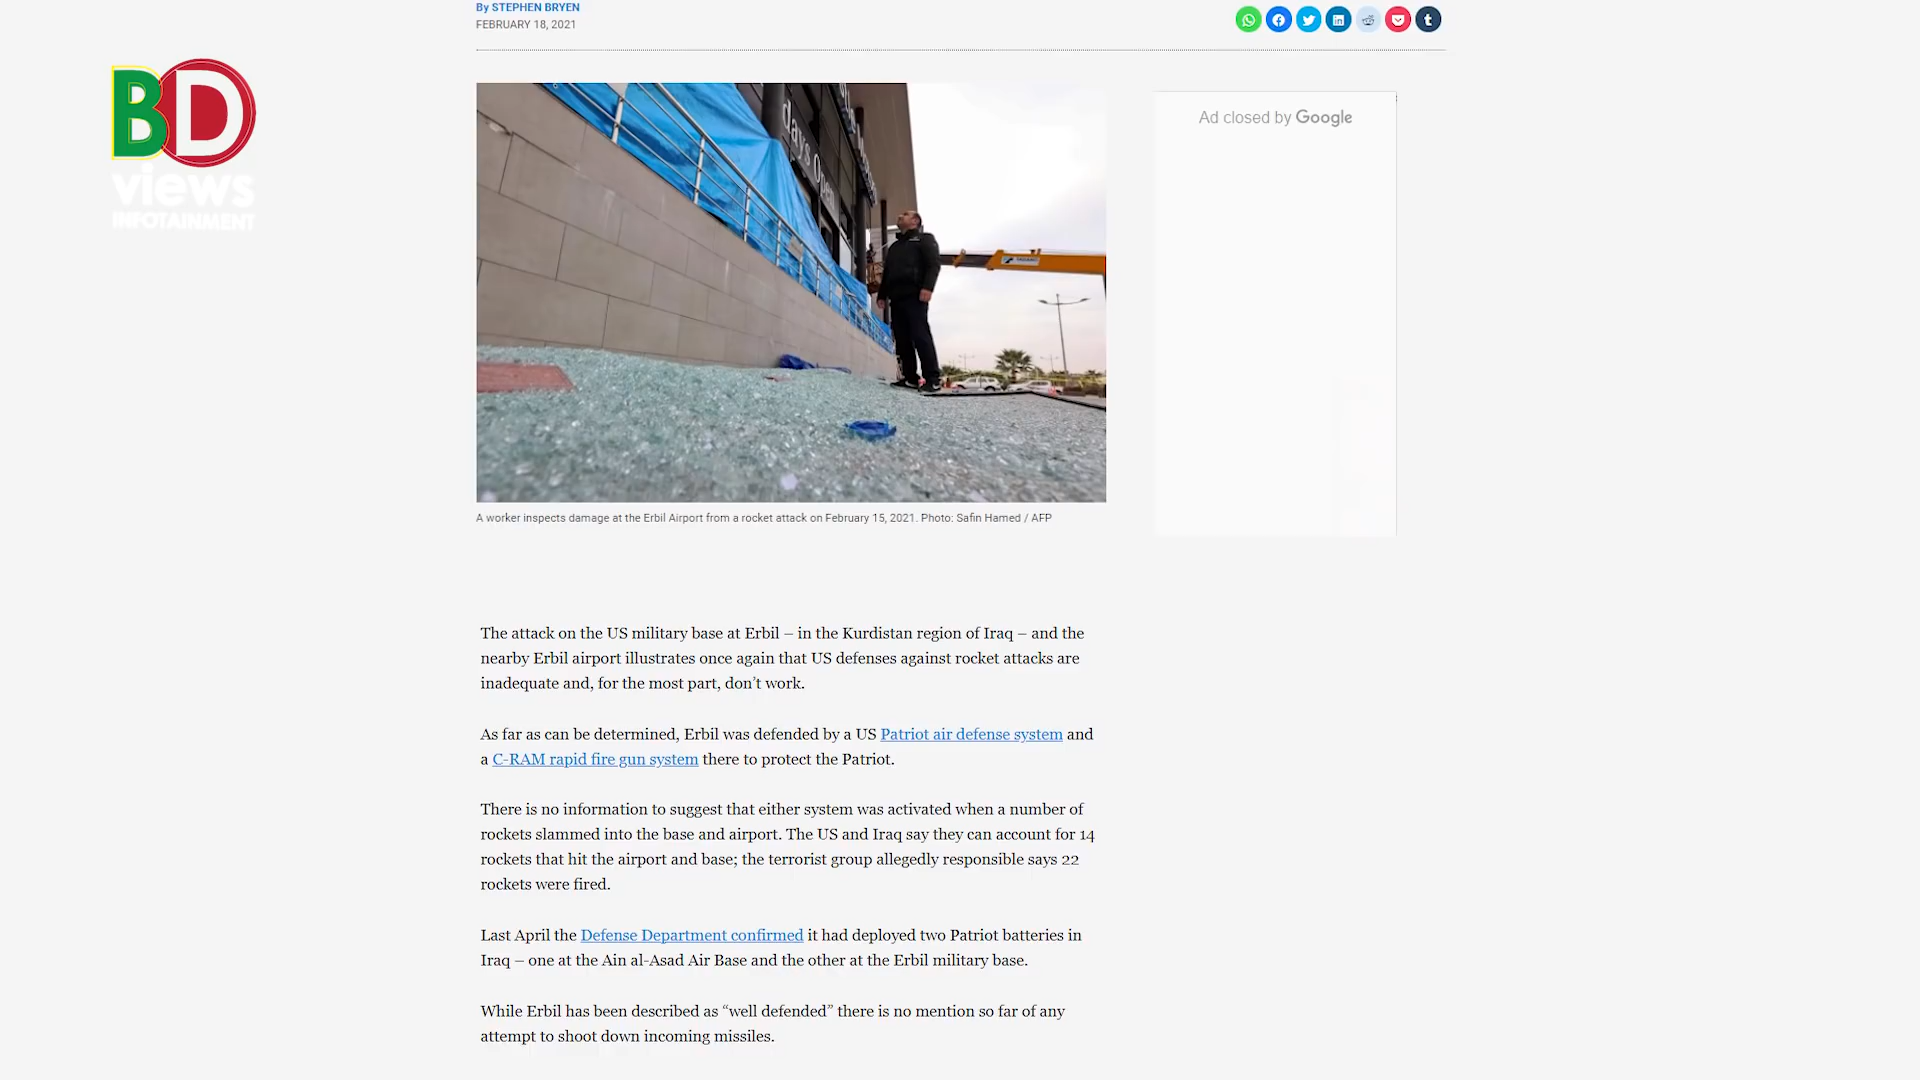 By STEPHEN BRYEN
FEBRUARY 18, 2021
BD
views
INFOTAINMENT
Ad closed by Google
days Open
A worker inspects damage at the Erbil Airport from a rocket attack on February 15, 2021. Photo: Safin Hamed / AFP
The attack on the US military base at Erbil – in the Kurdistan region of Iraq – and the
nearby Erbil airport illustrates once again that US defenses against rocket attacks are
inadequate and, for the most part, don’t work.
As far as can be determined, Erbil was defended by a US Patriot air defense system and
a C-RAM rapid fire gun system there to protect the Patriot.
There is no information to suggest that either system was activated when a number of
rockets slammed into the base and airport. The US and Iraq say they can account for 14
rockets that hit the airport and base; the terrorist group allegedly responsible says 22
rockets were fired.
Last April the Defense Department confirmed it had deployed two Patriot batteries in
Iraq – one at the Ain al-Asad Air Base and the other at the Erbil military base.
While Erbil has been described as “well defended” there is no mention so far of any
attempt to shoot down incoming missiles.